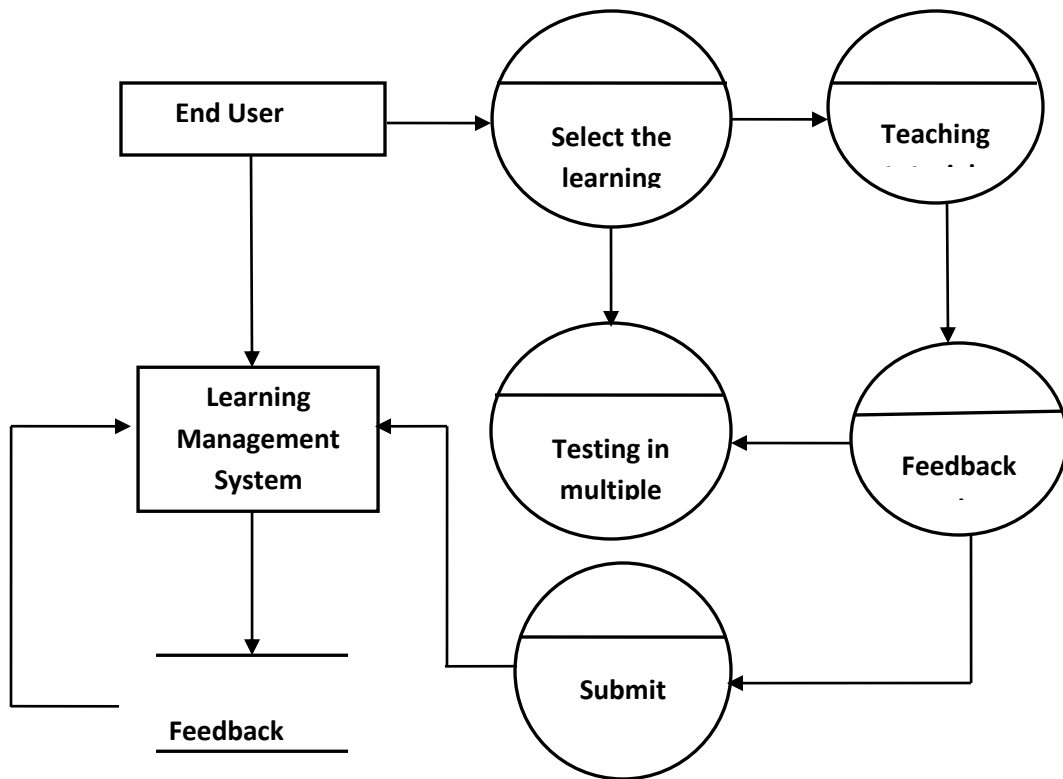 End User
Select the
learning
Teaching
Learning
Management
System
Testing in
multiple
Feedback
Submit
Feedback